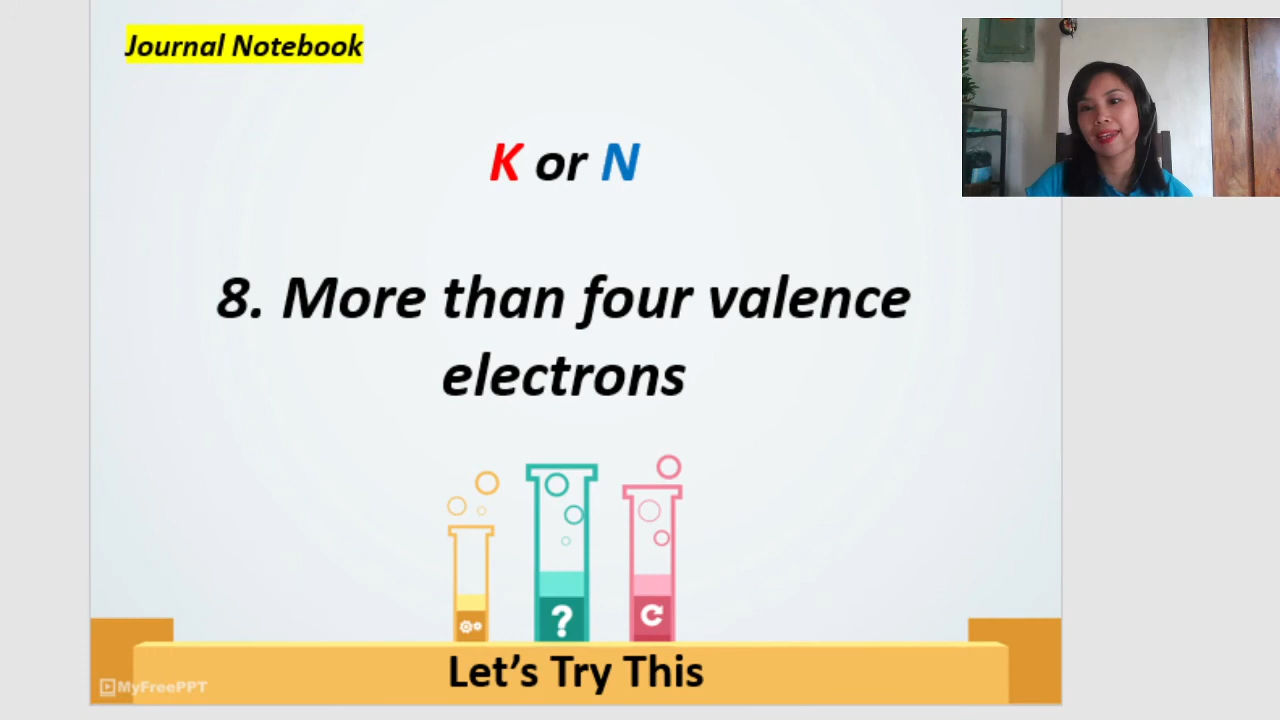 Journal Notebook
K or N
8. More than four valence
electrons
?
Let's Try This
MyFreePPT